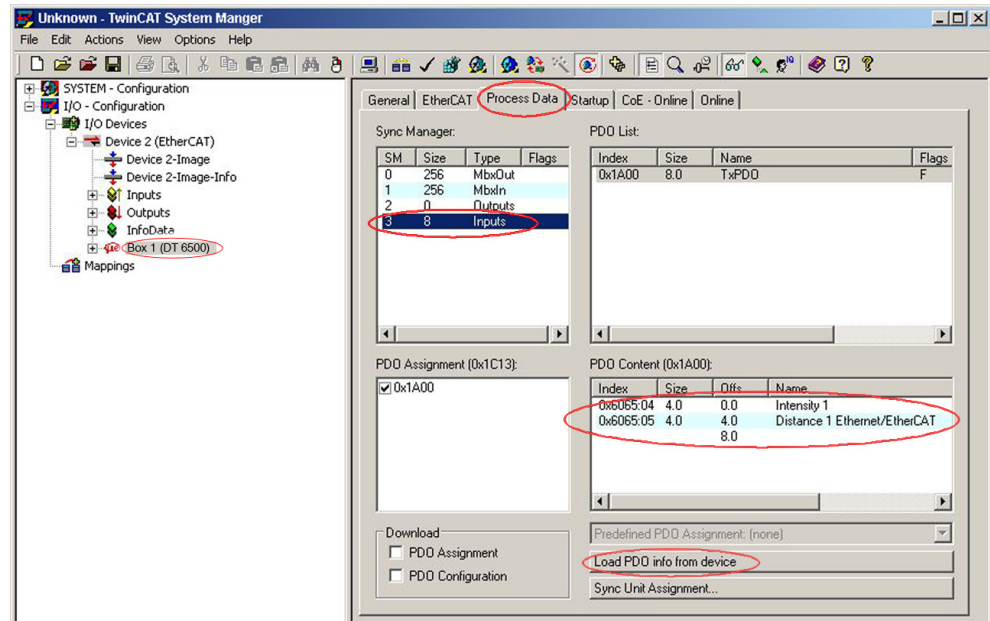 Unknown - TwinCAT System Manger
File Edit Actions View Options Help
SYSTEM - Configuration
I/O - Configuration
I/O Devices
Device 2 (EtherCAT)
Device 2-Image
Device 2-Image-Info
Inputs
Outputs
InfoData
Box 1 (DT 6500)
Mappings
General EtherCAT Process Data Startup CoE - Online Online
Sync Manager:
SM Size Type Flags
0 256 MbxOut
1 256 MbxIn
2 0 Outputs
3 8 Inputs
PDO List:
Index Size Name Flags
0x1A00 8.0 TxPDO F
PDO Assignment (0x1C13):
0x1A00
PDO Content (0x1A00):
Index Size Offs Name
0x6065:04 4.0 0.0 Intensity 1
0x6065:05 4.0 4.0 Distance 1 Ethernet/EtherCAT
8.0
Download
PDO Assignment
PDO Configuration
Predefined PDO Assignment: (none)
Load PDO info from device
Sync Unit Assignment...